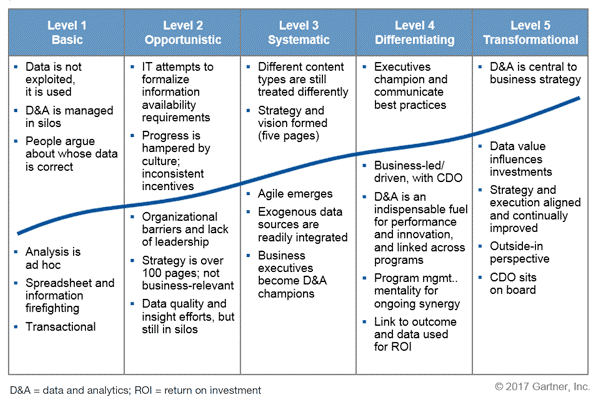 Level 1
Basic
Level 2
Opportunistic
Level 3
Systematic
Level 4
Differentiating
Level 5
Transformational
Data is not
exploited,
it is used
D&A is managed
in silos
People argue
about whose data
is correct
Analysis is
ad hoc
Spreadsheet and
information
firefighting
Transactional
IT attempts to
formalize
information
availability
requirements
Progress is
hampered by
culture;
inconsistent
incentives
Organizational
barriers and lack
of leadership
Strategy is over
100 pages; not
business-relevant
Data quality and
insight efforts, but
still in silos
Different content
types are still
treated differently
Strategy and
vision formed
(five pages)
Agile emerges
Exogenous data
sources are
readily integrated
Business
executives
become D&A
champions
Executives
champion and
communicate
best practices
Business-led/
driven, with CDO
D&A is an
indispensable fuel
for performance
and innovation,
and linked across
programs
Program mgmt..
mentality for
ongoing synergy
Link to outcome
and data used
for ROI
D&A is central to
business strategy
Data value
influences
investments
Strategy and
execution aligned
and continually
improved
Outside-in
perspective
CDO sits
on board
D&A = data and analytics; ROI = return on investment
© 2017 Gartner, Inc.